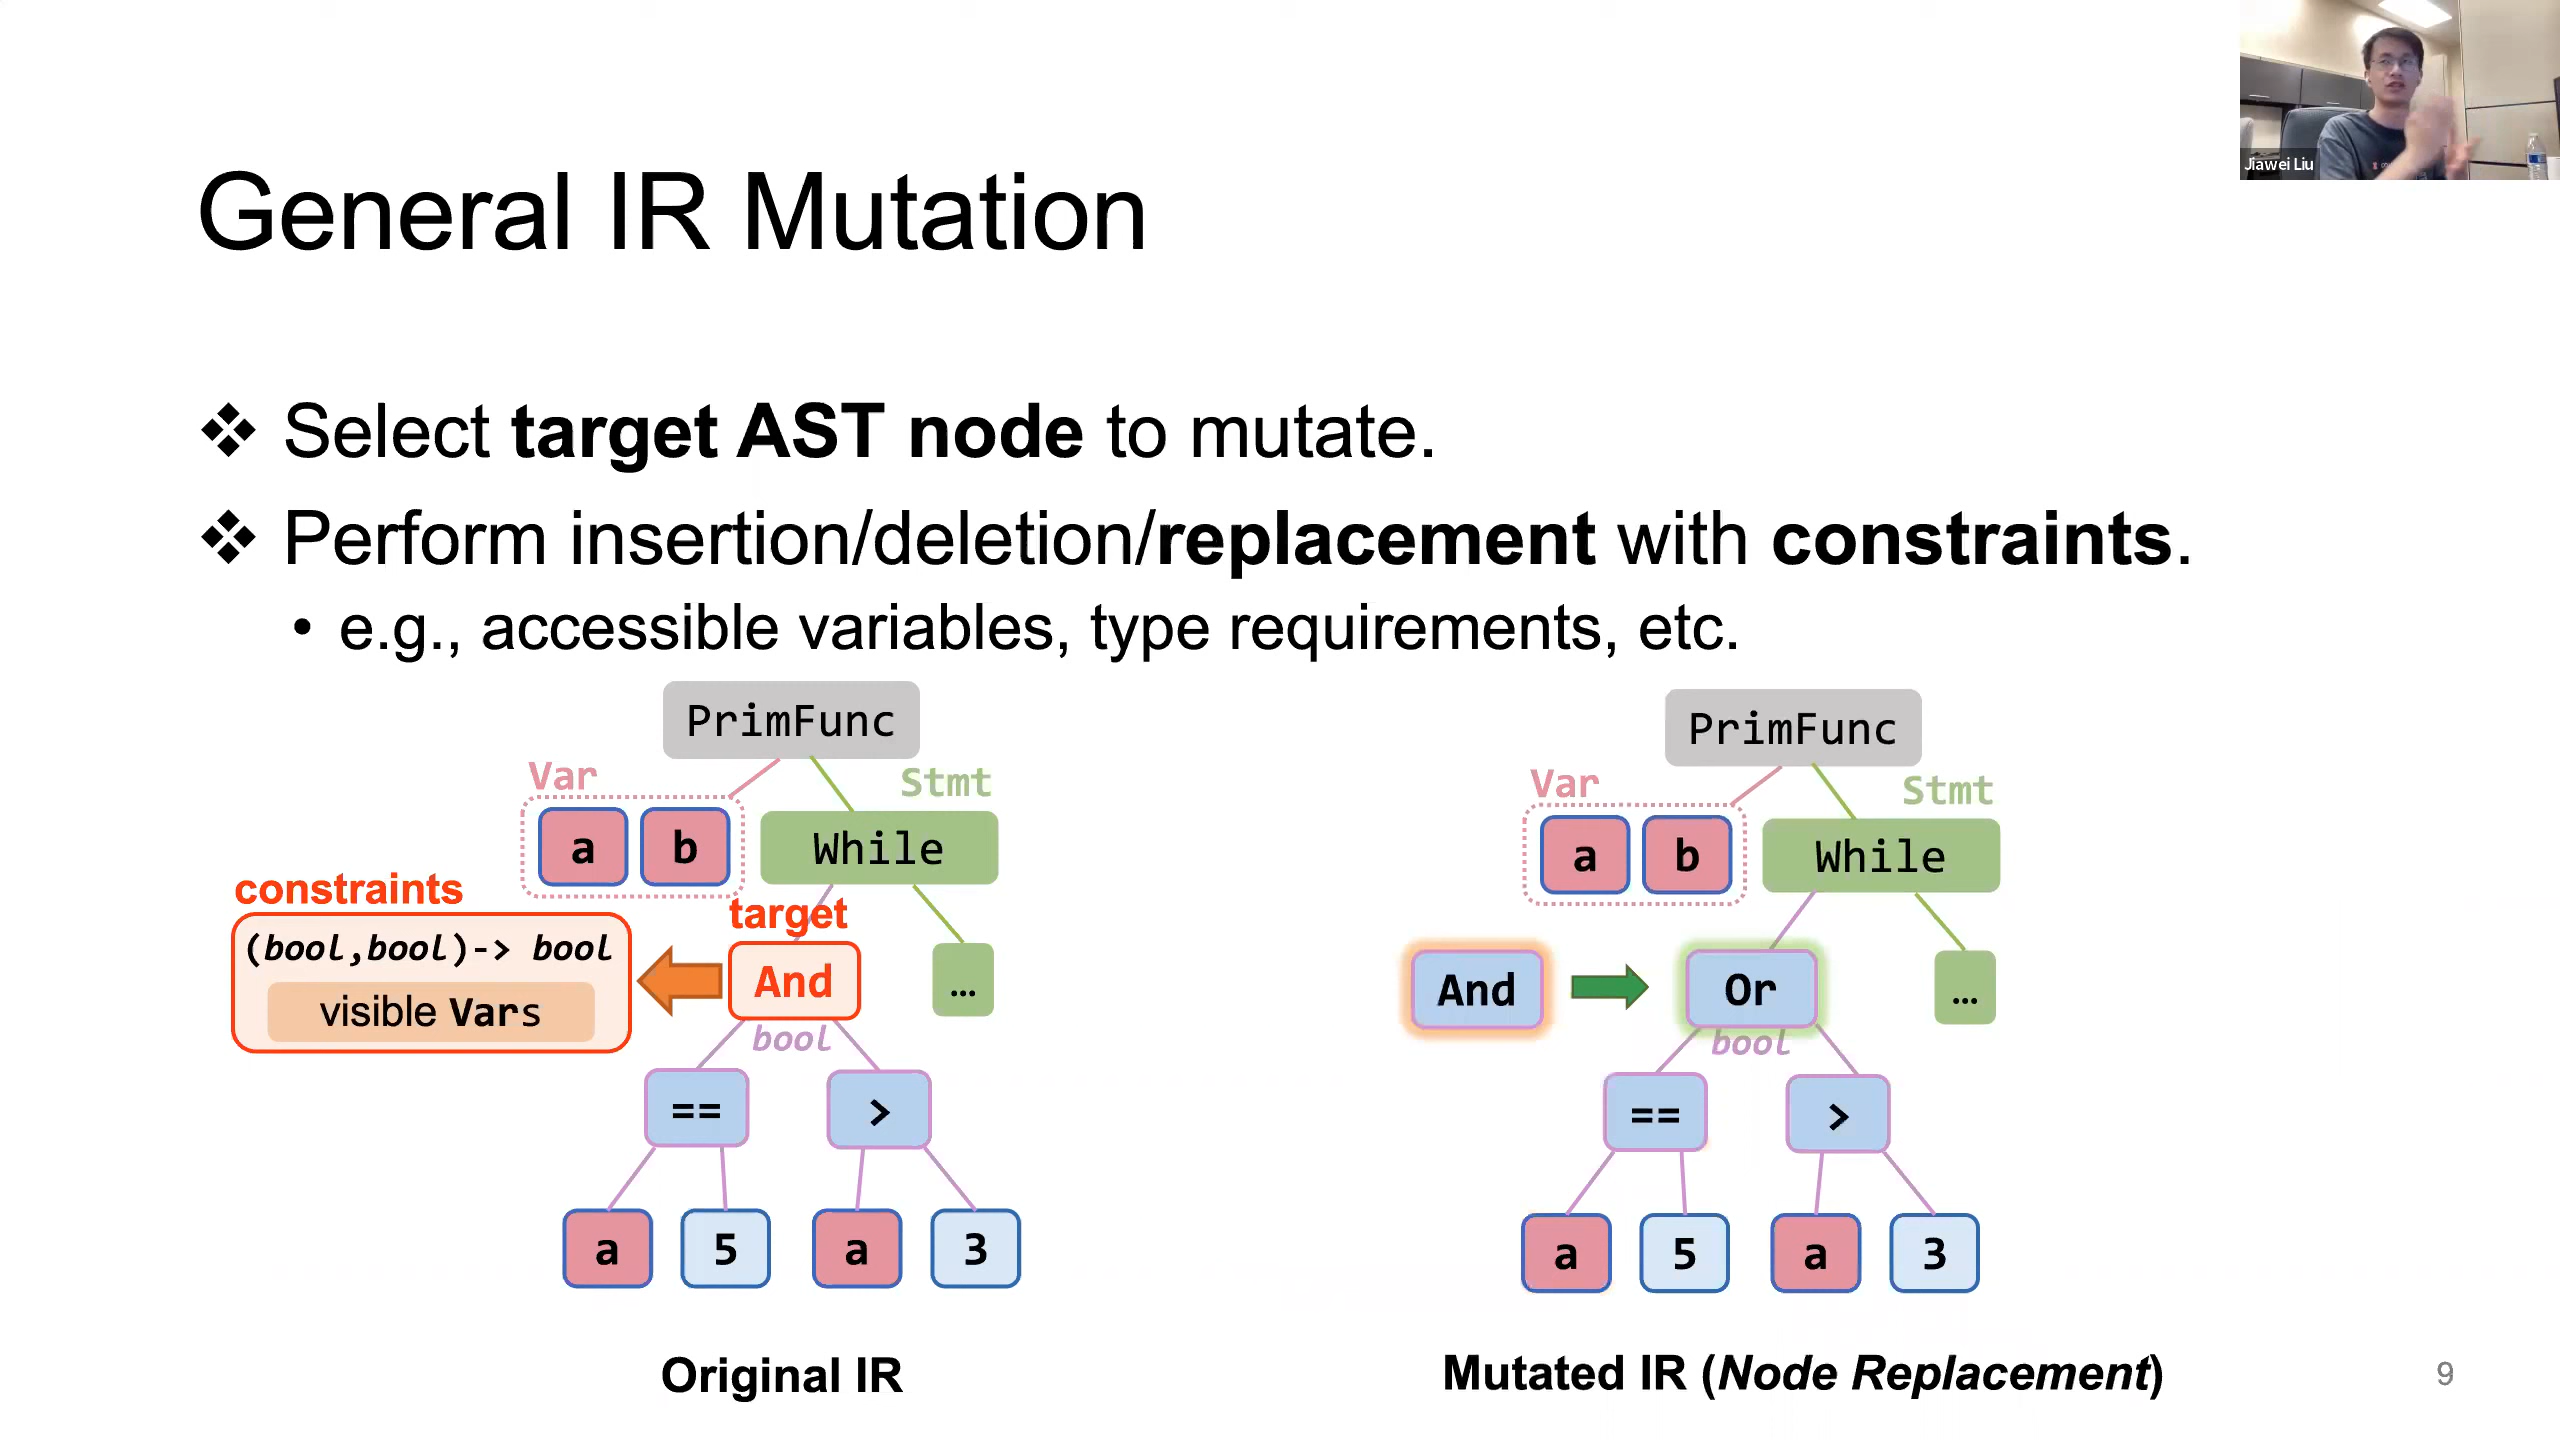 Jiawei Liu
General IR Mutation
❖ Select target AST node to mutate.
❖ Perform insertion/deletion/replacement with constraints.
• e.g., accessible variables, type requirements, etc.
PrimFunc
Var
Stmt
a b
While
constraints
(bool,bool)-> bool
visible Vars
target
And
...
bool
== >
a 5 a 3
Original IR
PrimFunc
Var
Stmt
a b
While
And
Or
...
bool
== >
a 5 a 3
Mutated IR (Node Replacement)
9